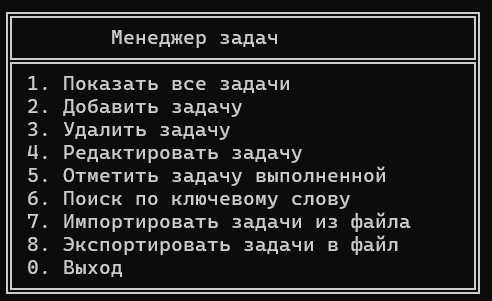 Менеджер задач
1. Показать все задачи
2. Добавить задачу
3. Удалить задачу
4. Редактировать задачу
5. Отметить задачу выполненной
6. Поиск по ключевому слову
7. Импортировать задачи из файла
8. Экспортировать задачи в файл
0. Выход